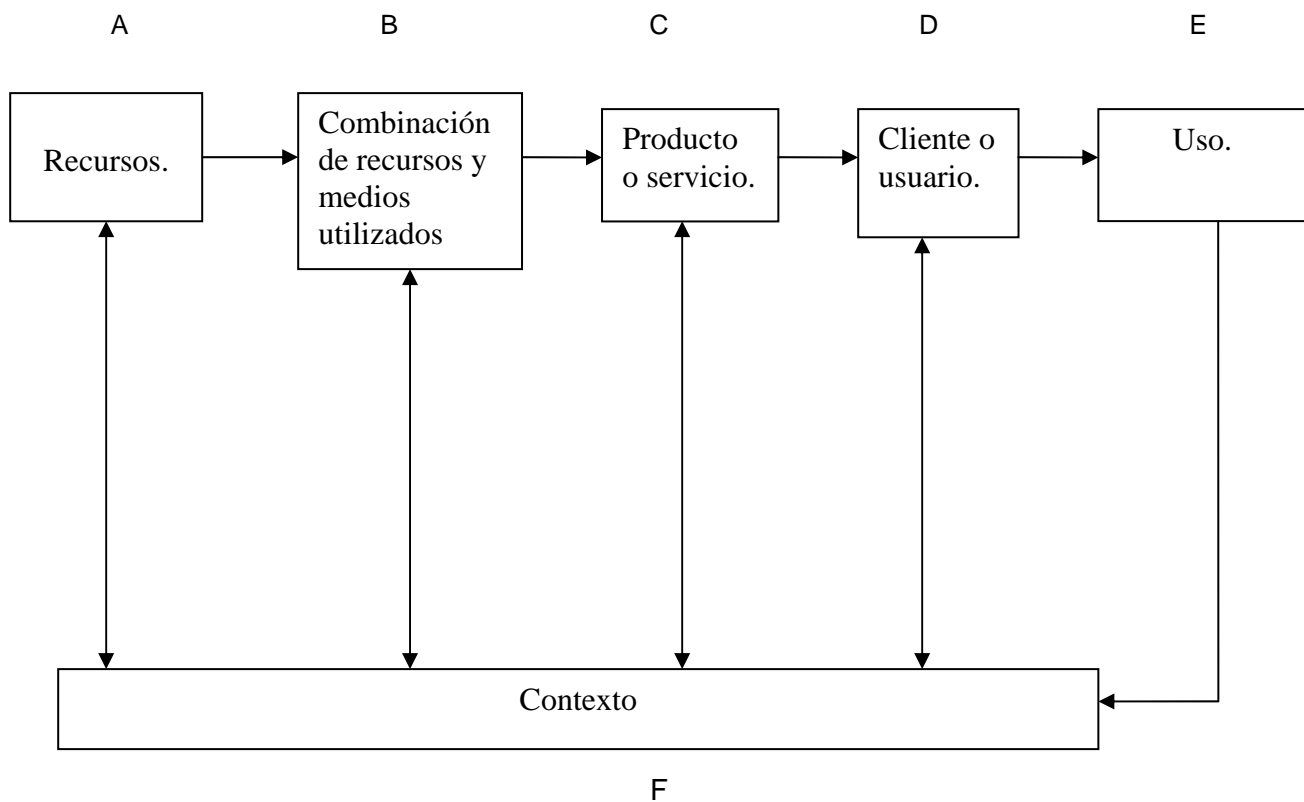 A B C D E
Recursos.
Combinación
de recursos y
medios
utilizados
Producto
o servicio.
Cliente o
usuario.
Uso.
Contexto
F